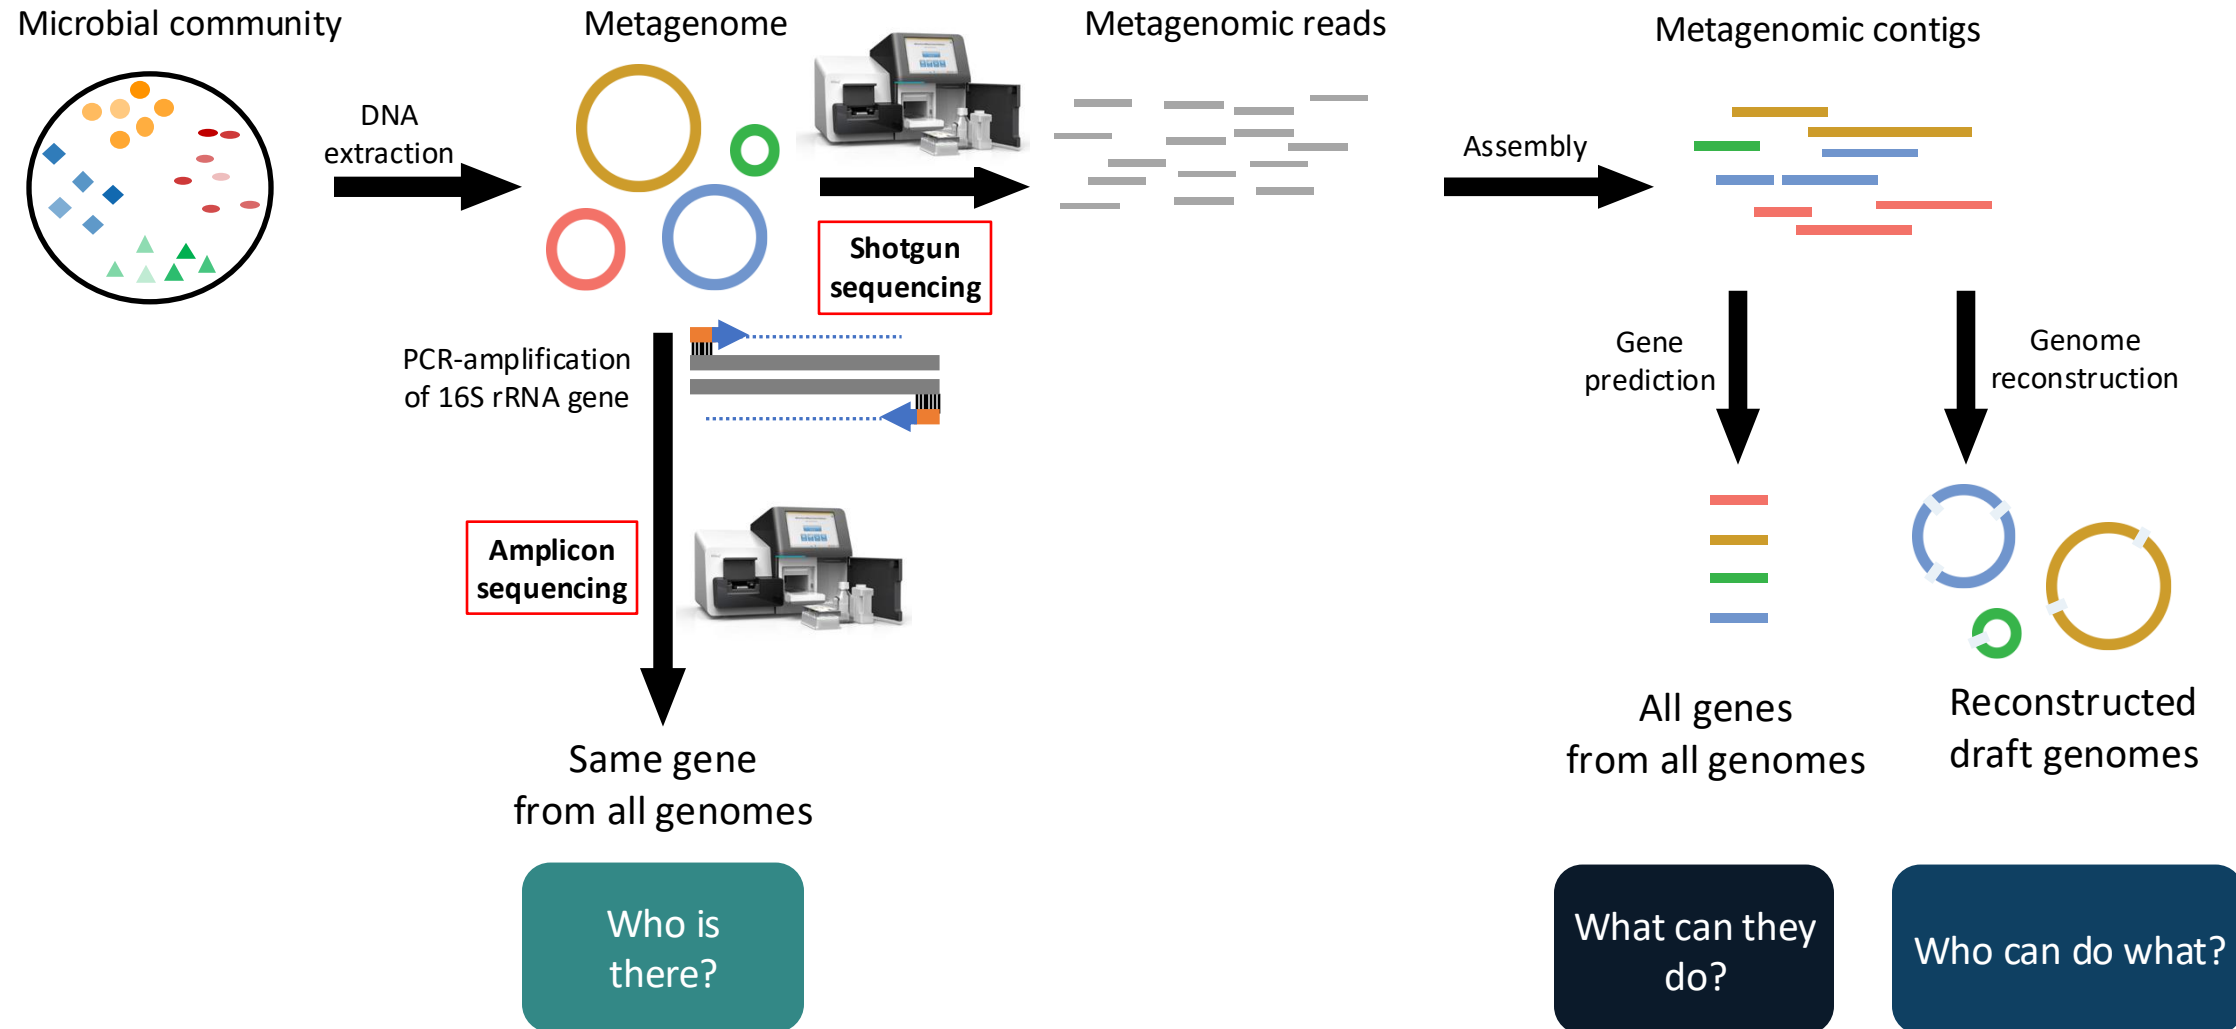 Microbial community
Metagenome
Metagenomic reads
Metagenomic contigs
DNA
extraction
Shotgun
sequencing
Assembly
PCR-amplification
of 16S rRNA gene
Gene
prediction
Genome
reconstruction
Amplicon
sequencing
Same gene
from all genomes
All genes
from all genomes
Reconstructed
draft genomes
Who is
there?
What can they
do?
Who can do what?